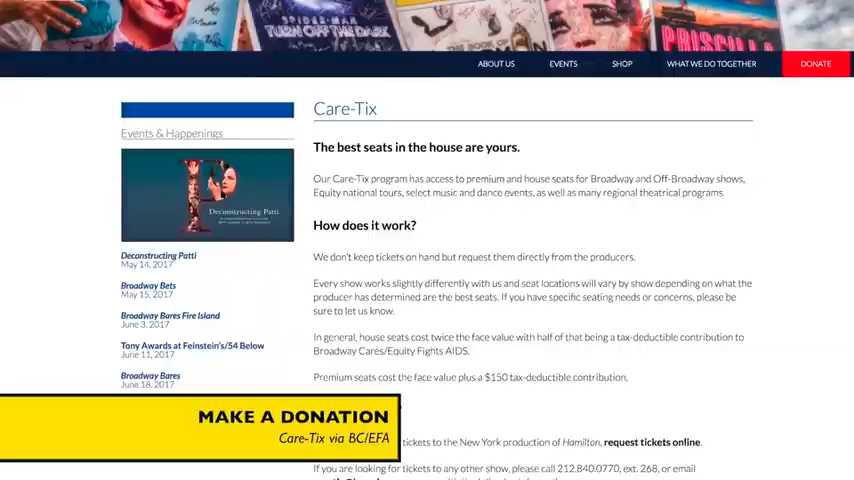 SPIDER-MAN
TURN OFF THE DARK
THE BOOK OF
PRISCILLA
ABOUT US
EVENTS
SHOP
WHAT WE DO TOGETHER
DONATE
Events & Happenings
Deconstructing Patti
Deconstructing Patti
May 14, 2017
Broadway Bets
May 15, 2017
Broadway Bares Fire Island
June 3, 2017
Tony Awards at Feinstein's/54 Below
June 11, 2017
Broadway Bares
June 18, 2017
Care-Tix
The best seats in the house are yours.
Our Care-Tix program has access to premium and house seats for Broadway and Off-Broadway shows,
Equity national tours, select music and dance events, as well as many regional theatrical programs.
How does it work?
We don't keep tickets on hand but request them directly from the producers.
Every show works slightly differently with us and seat locations will vary by show depending on what the
producer has determined are the best seats. If you have specific seating needs or concerns, please be
sure to let us know.
In general, house seats cost twice the face value with half of that being a tax-deductible contribution to
Broadway Cares/Equity Fights AIDS.
Premium seats cost the face value plus a $150 tax-deductible contribution.
tickets to the New York production of Hamilton, request tickets online.
If you are looking for tickets to any other show, please call 212.840.0770, ext. 268, or email
MAKE A DONATION
Care-Tix via BC/EFA